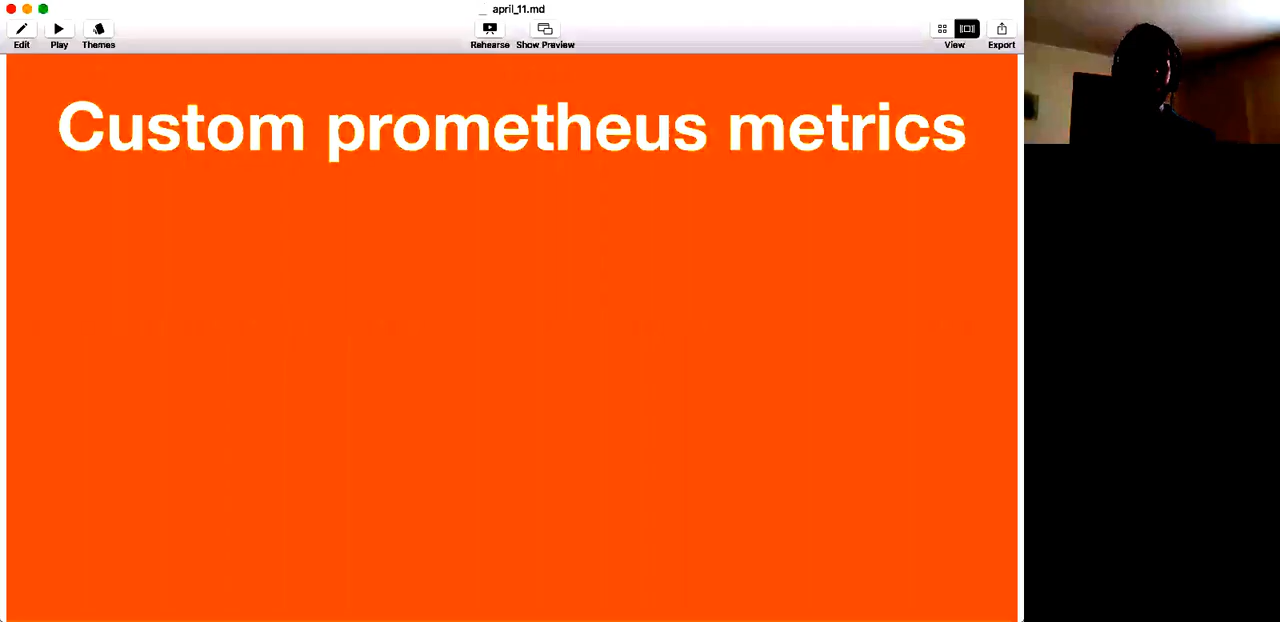 april_11.md
Edit Play Themes Rehearse Show Preview View Export
Custom prometheus metrics